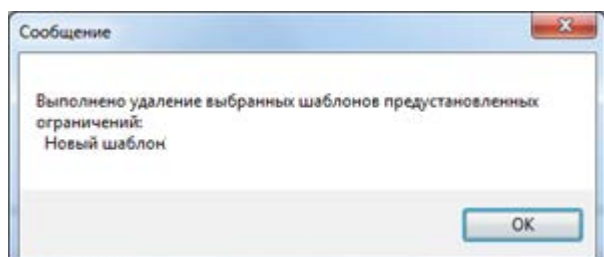 Сообщение
Выполнено удаление выбранных шаблонов предустановленных
ограничений:
Новый шаблон
OK